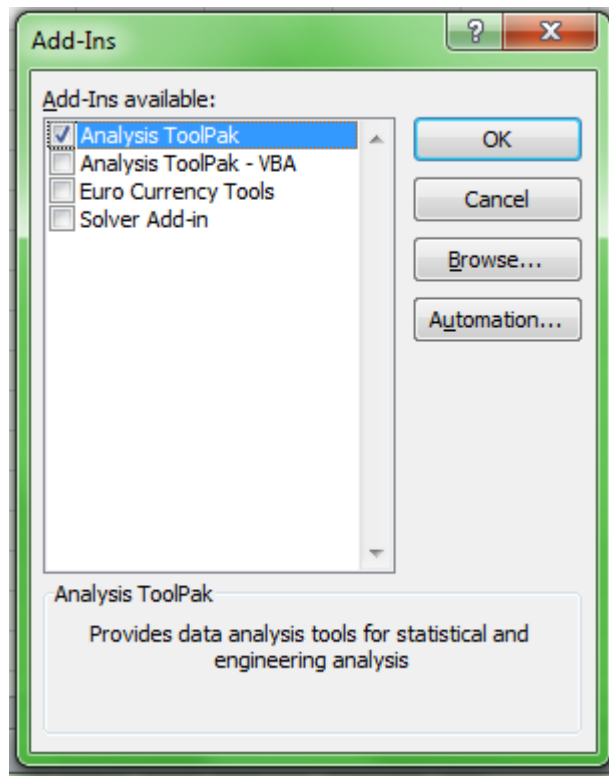 Add-Ins
Add-Ins available:
Analysis ToolPak
Analysis ToolPak - VBA
Euro Currency Tools
Solver Add-in
OK
Cancel
Browse...
Automation...
Analysis ToolPak
Provides data analysis tools for statistical and
engineering analysis